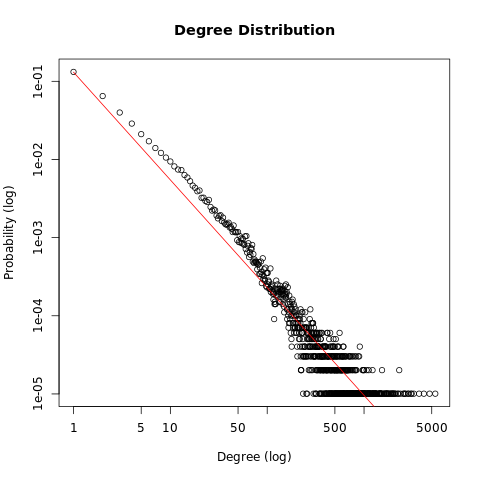 Degree Distribution
Probability (log)
1e-01
1e-02
1e-03
1e-04
1e-05
1 5 10 50 500 5000
Degree (log)